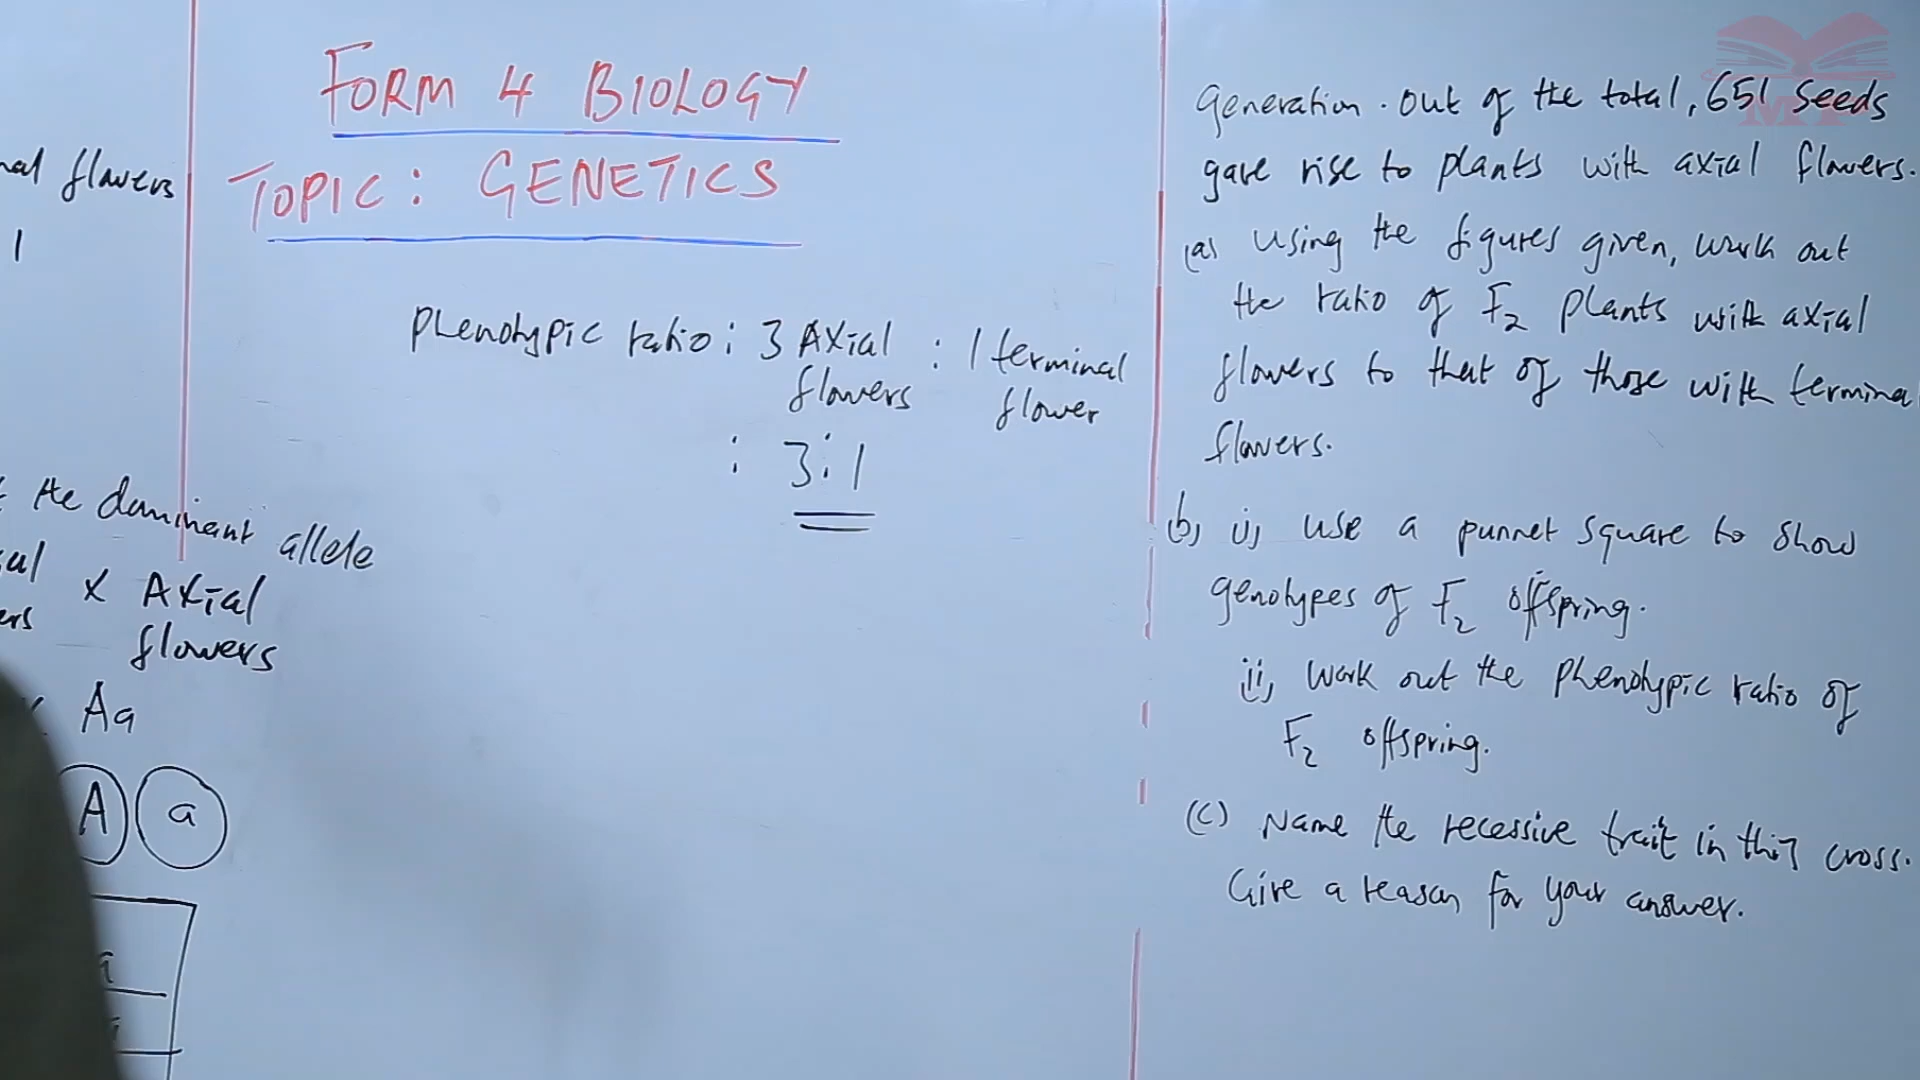 FORM 4 BIOLOGY
TOPIC: GENETICS
nal flowers
1
Phenotypic ratio: 3 Axial : 1 terminal
flowers flower
: 3:1
the dominant allele
x Axial
flowers
Aa
A a
generation. Out of the total, 651 seeds
gave rise to plants with axial flowers.
(a) Using the figures given, work out
the ratio of F2 plants with axial
flowers to that of those with terminal
flowers.
(b) i) Use a punnet square to show
genotypes of F2 offspring.
ii) Work out the phenotypic ratio of
F2 offspring.
(c) Name the recessive trait in this cross.
Give a reason for your answer.